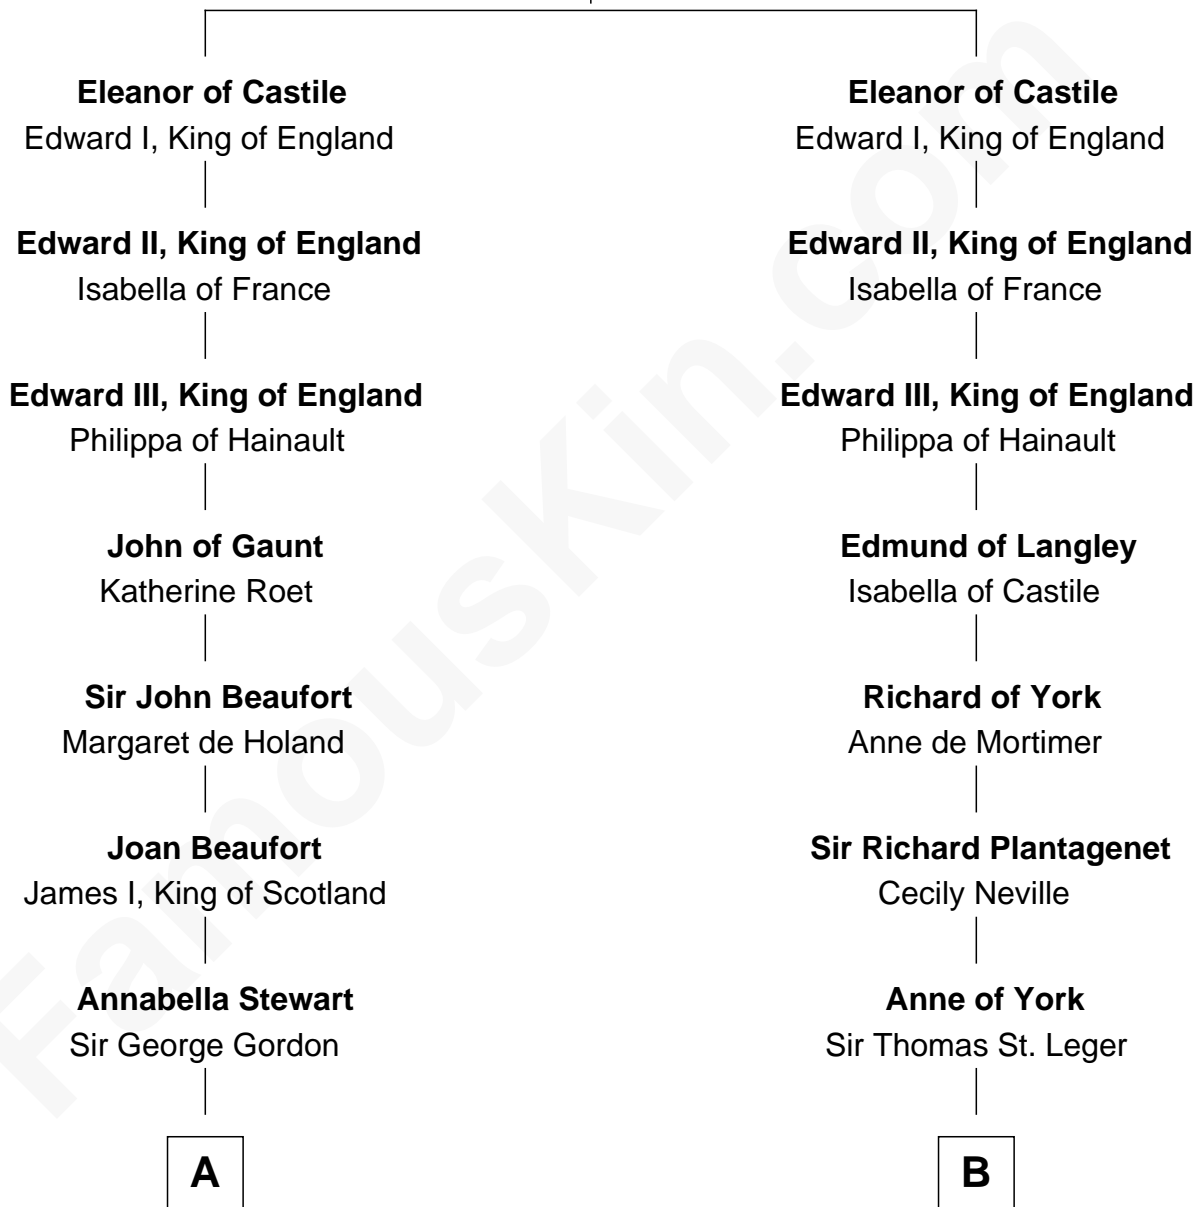 Eleanor of Castile
Edward I, King of England
Edward II, King of England
Isabella of France
Edward III, King of England
Philippa of Hainault
John of Gaunt
Katherine Roet
Sir John Beaufort
Margaret de Holand
Joan Beaufort
James I, King of Scotland
Annabella Stewart
Sir George Gordon
A
Eleanor of Castile
Edward I, King of England
Edward II, King of England
Isabella of France
Edward III, King of England
Philippa of Hainault
Edmund of Langley
Isabella of Castile
Richard of York
Anne de Mortimer
Sir Richard Plantagenet
Cecily Neville
Anne of York
Sir Thomas St. Leger
B
FamousKin.com